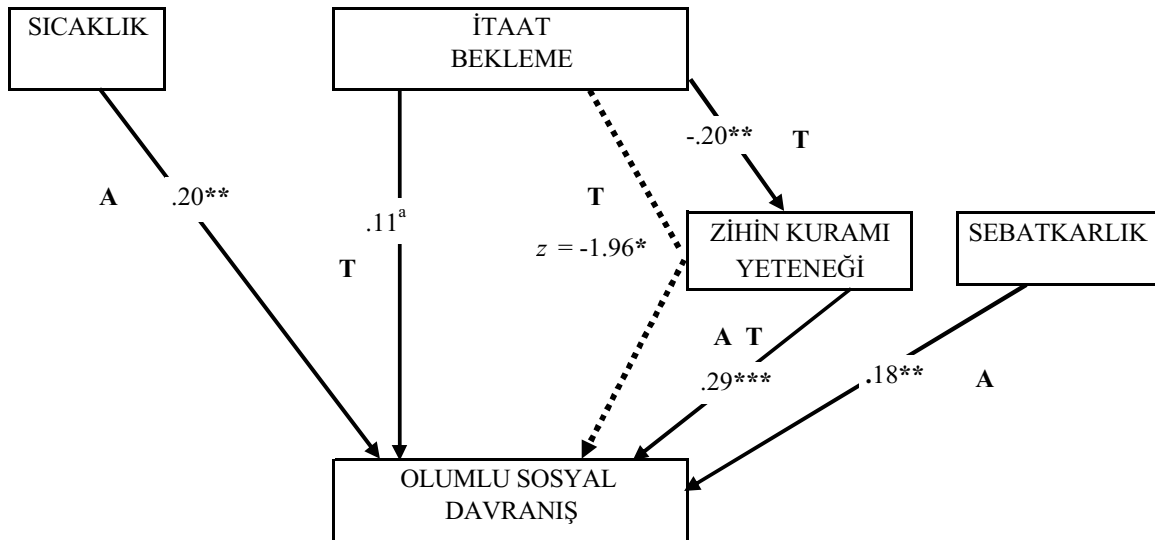 SICAKLIK
İTAAT
BEKLEME
-.20**
T
A
.20**
T
.11ᵃ
z = -1.96*
T
ZİHİN KURAMI
YETENEĞİ
SEBATKARLIK
A T
.29***
.18**
A
OLUMLU SOSYAL
DAVRANIŞ